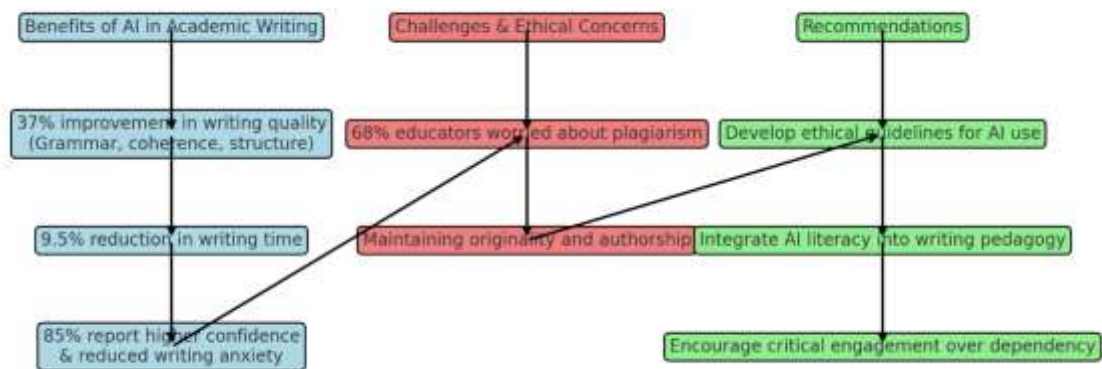 Benefits of AI in Academic Writing
37% improvement in writing quality
(Grammar, coherence, structure)
9.5% reduction in writing time
85% report higher confidence
& reduced writing anxiety
Challenges & Ethical Concerns
68% educators worried about plagiarism
Maintaining originality and authorship
Recommendations
Develop ethical guidelines for AI use
Integrate AI literacy into writing pedagogy
Encourage critical engagement over dependency